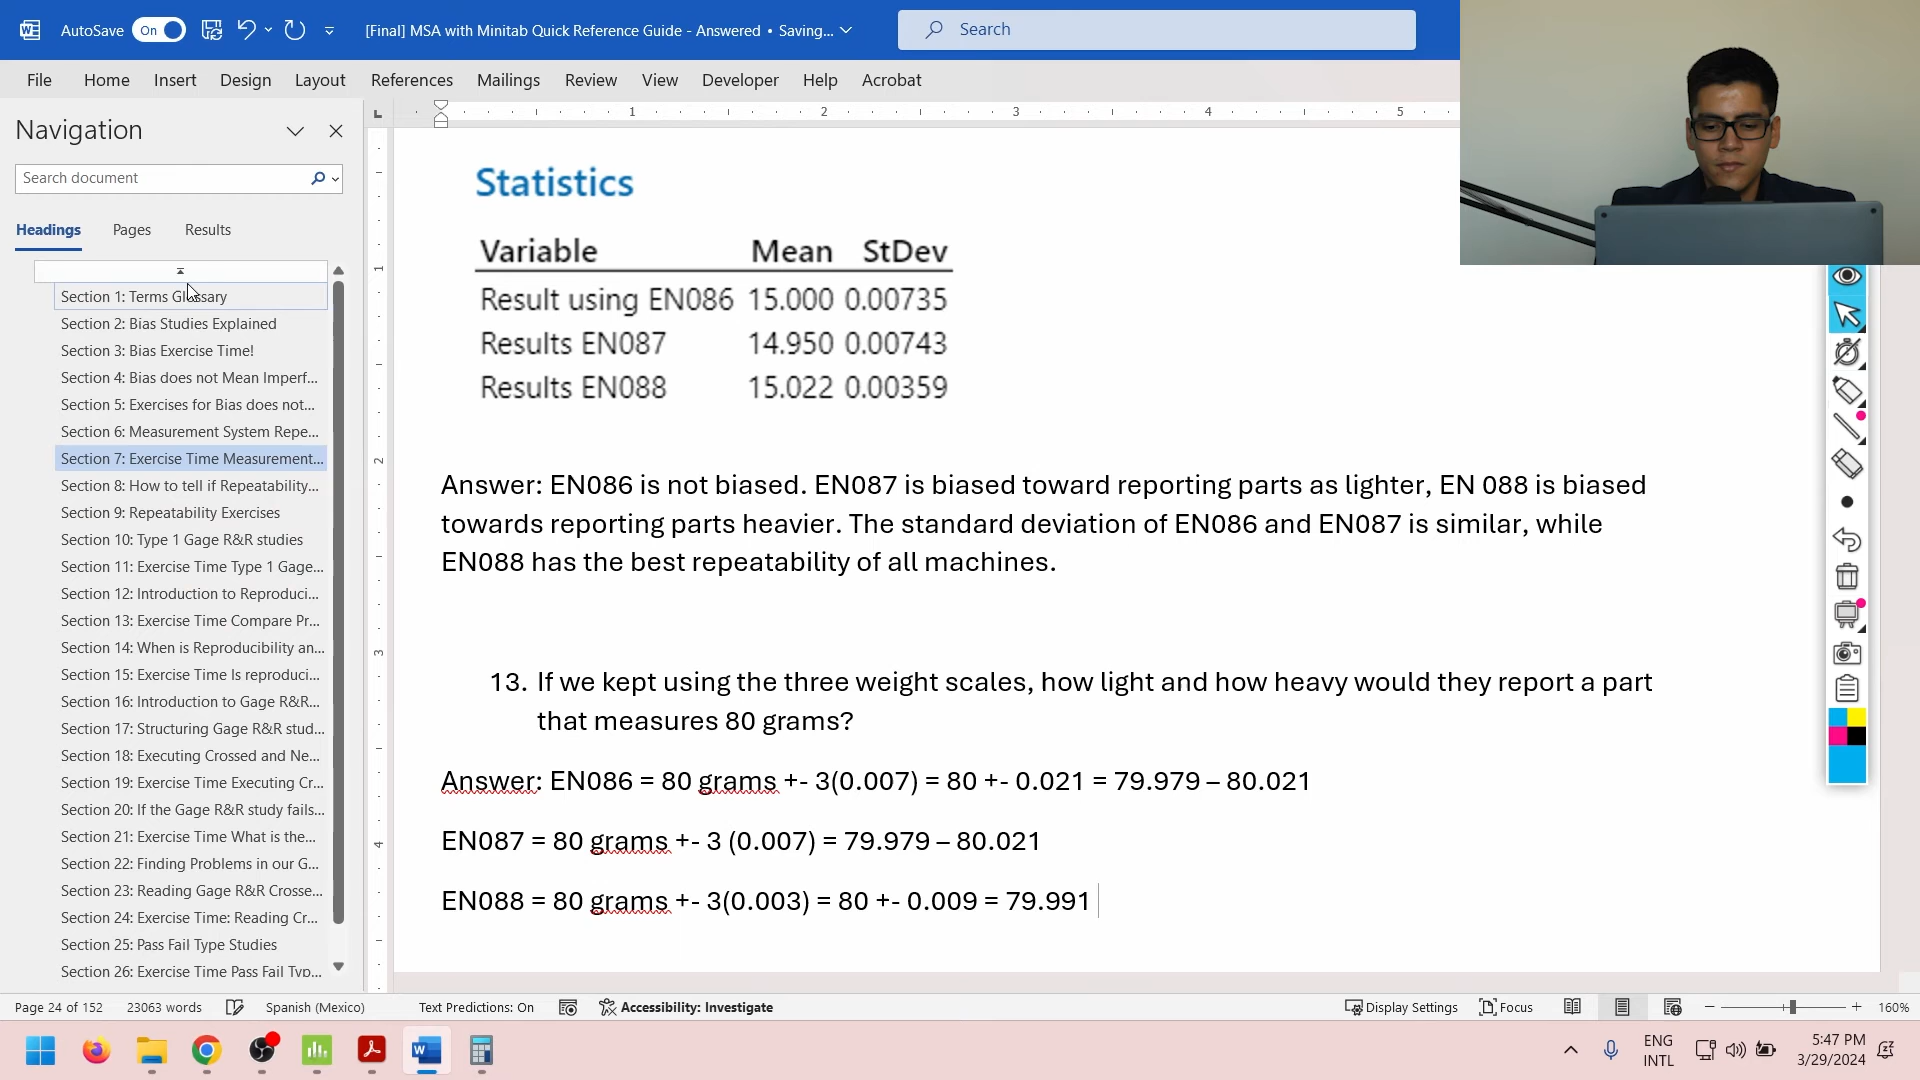 AutoSave On [Final] MSA with Minitab Quick Reference Guide - Answered • Saving... Search
File Home Insert Design Layout References Mailings Review View Developer Help Acrobat
Navigation
Search document
Headings Pages Results
Section 1: Terms Glossary
Section 2: Bias Studies Explained
Section 3: Bias Exercise Time!
Section 4: Bias does not Mean Imperf...
Section 5: Exercises for Bias does not...
Section 6: Measurement System Repe...
Section 7: Exercise Time Measurement...
Section 8: How to tell if Repeatability...
Section 9: Repeatability Exercises
Section 10: Type 1 Gage R&R studies
Section 11: Exercise Time Type 1 Gage...
Section 12: Introduction to Reproduci...
Section 13: Exercise Time Compare Pr...
Section 14: When is Reproducibility an...
Section 15: Exercise Time Is reproduci...
Section 16: Introduction to Gage R&R...
Section 17: Structuring Gage R&R stud...
Section 18: Executing Crossed and Ne...
Section 19: Exercise Time Executing Cr...
Section 20: If the Gage R&R study fails...
Section 21: Exercise Time What is the...
Section 22: Finding Problems in our G...
Section 23: Reading Gage R&R Crosse...
Section 24: Exercise Time: Reading Cr...
Section 25: Pass Fail Type Studies
Section 26: Exercise Time Pass Fail Typ...
L
1 2 3 4 5
1
2
3
4
Statistics
Variable Mean StDev
Result using EN086 15.000 0.00735
Results EN087 14.950 0.00743
Results EN088 15.022 0.00359
Answer: EN086 is not biased. EN087 is biased toward reporting parts as lighter, EN 088 is biased
towards reporting parts heavier. The standard deviation of EN086 and EN087 is similar, while
EN088 has the best repeatability of all machines.
13. If we kept using the three weight scales, how light and how heavy would they report a part
that measures 80 grams?
Answer: EN086 = 80 grams +- 3(0.007) = 80 +- 0.021 = 79.979 – 80.021
EN087 = 80 grams +- 3 (0.007) = 79.979 – 80.021
EN088 = 80 grams +- 3(0.003) = 80 +- 0.009 = 79.991
Page 24 of 152 23063 words Spanish (Mexico) Text Predictions: On Accessibility: Investigate Display Settings Focus 160%
ENG
INTL
5:47 PM
3/29/2024